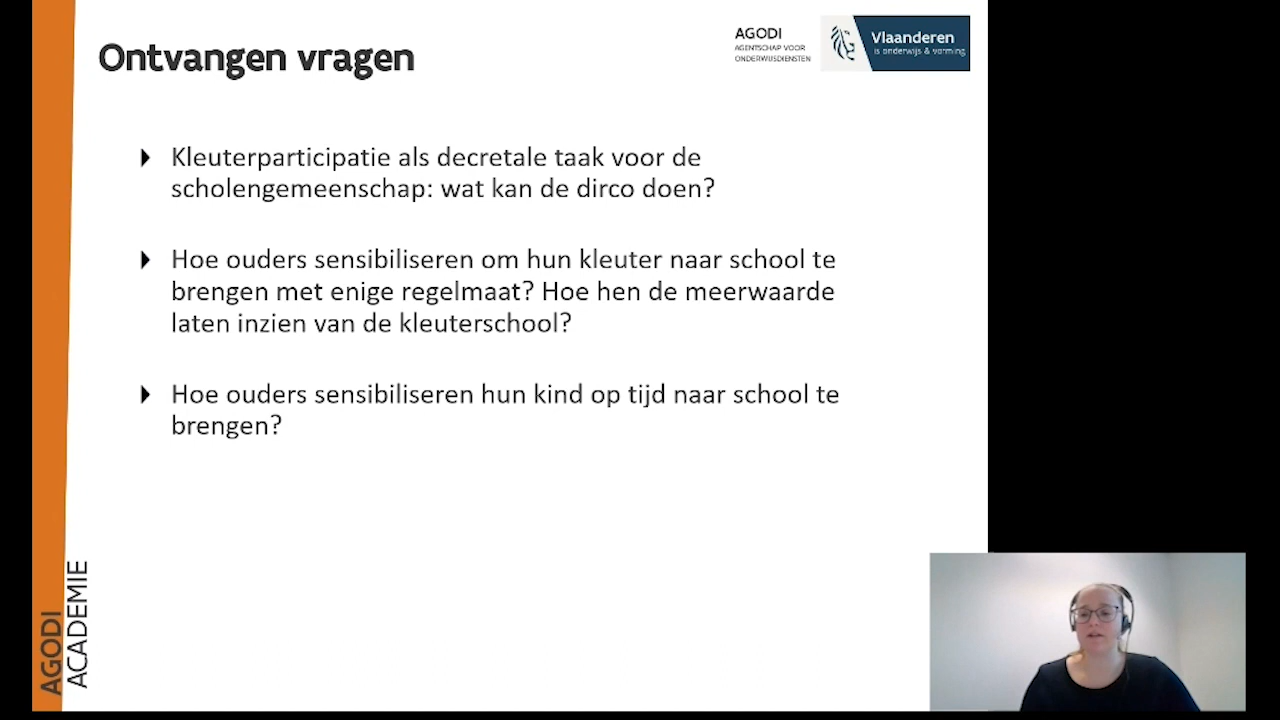 Ontvangen vragen
AGODI
AGENTSCHAP VOOR
ONDERWIJSDIENSTEN
Vlaanderen
is onderwijs & vorming
Kleuterparticipatie als decretale taak voor de
scholengemeenschap: wat kan de dirco doen?
Hoe ouders sensibiliseren om hun kleuter naar school te
brengen met enige regelmaat? Hoe hen de meerwaarde
laten inzien van de kleuterschool?
Hoe ouders sensibiliseren hun kind op tijd naar school te
brengen?
AGODI
ACADEMIE